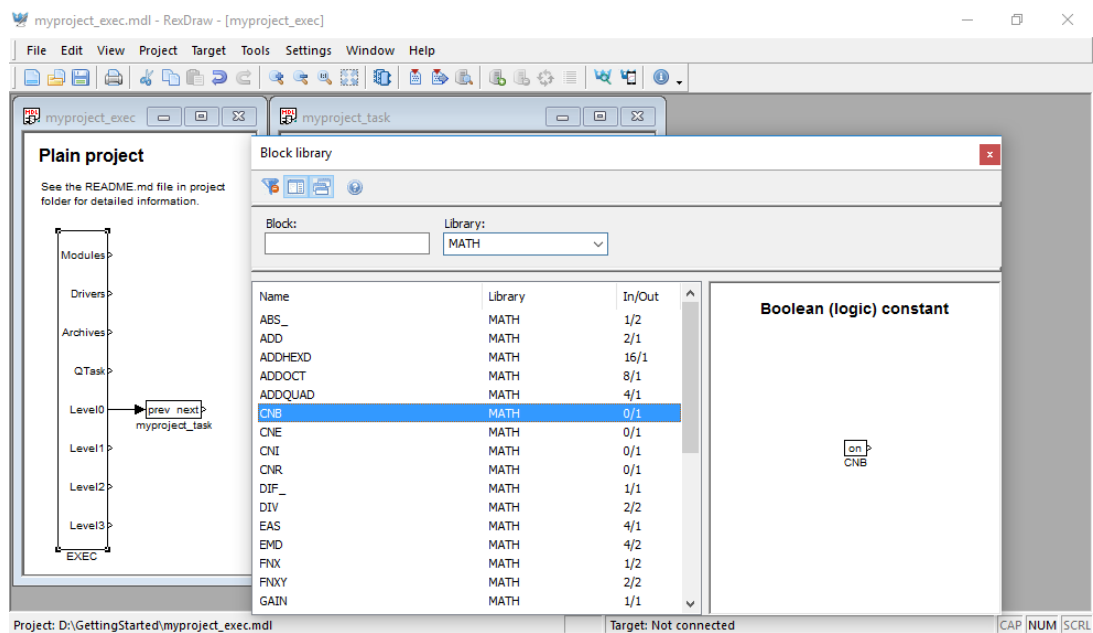 myproject_exec.mdl - RexDraw - [myproject_exec]
File Edit View Project Target Tools Settings Window Help
myproject_exec
myproject_task
Plain project
See the README.md file in project
folder for detailed information.
Modules
Drivers
Archives
QTask
Level0
prev next
myproject_task
Level1
Level2
Level3
EXEC
Block library
Block:
Library:
MATH
Name Library In/Out
ABS_ MATH 1/2
ADD MATH 2/1
ADDHEXD MATH 16/1
ADDOCT MATH 8/1
ADDQUAD MATH 4/1
CNB MATH 0/1
CNE MATH 0/1
CNI MATH 0/1
CNR MATH 0/1
DIF_ MATH 1/1
DIV MATH 2/2
EAS MATH 4/1
EMD MATH 4/2
FNX MATH 1/2
FNXY MATH 2/2
GAIN MATH 1/1
Boolean (logic) constant
on
CNB
Project: D:\GettingStarted\myproject_exec.mdl
Target: Not connected
CAP NUM SCRL